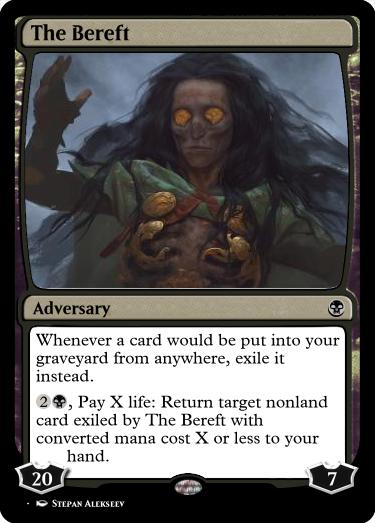 The Bereft
Adversary
Whenever a card would be put into your
graveyard from anywhere, exile it
instead.
2, Pay X life: Return target nonland
card exiled by The Bereft with
converted mana cost X or less to your
hand.
20
7
Stepan Alekseev